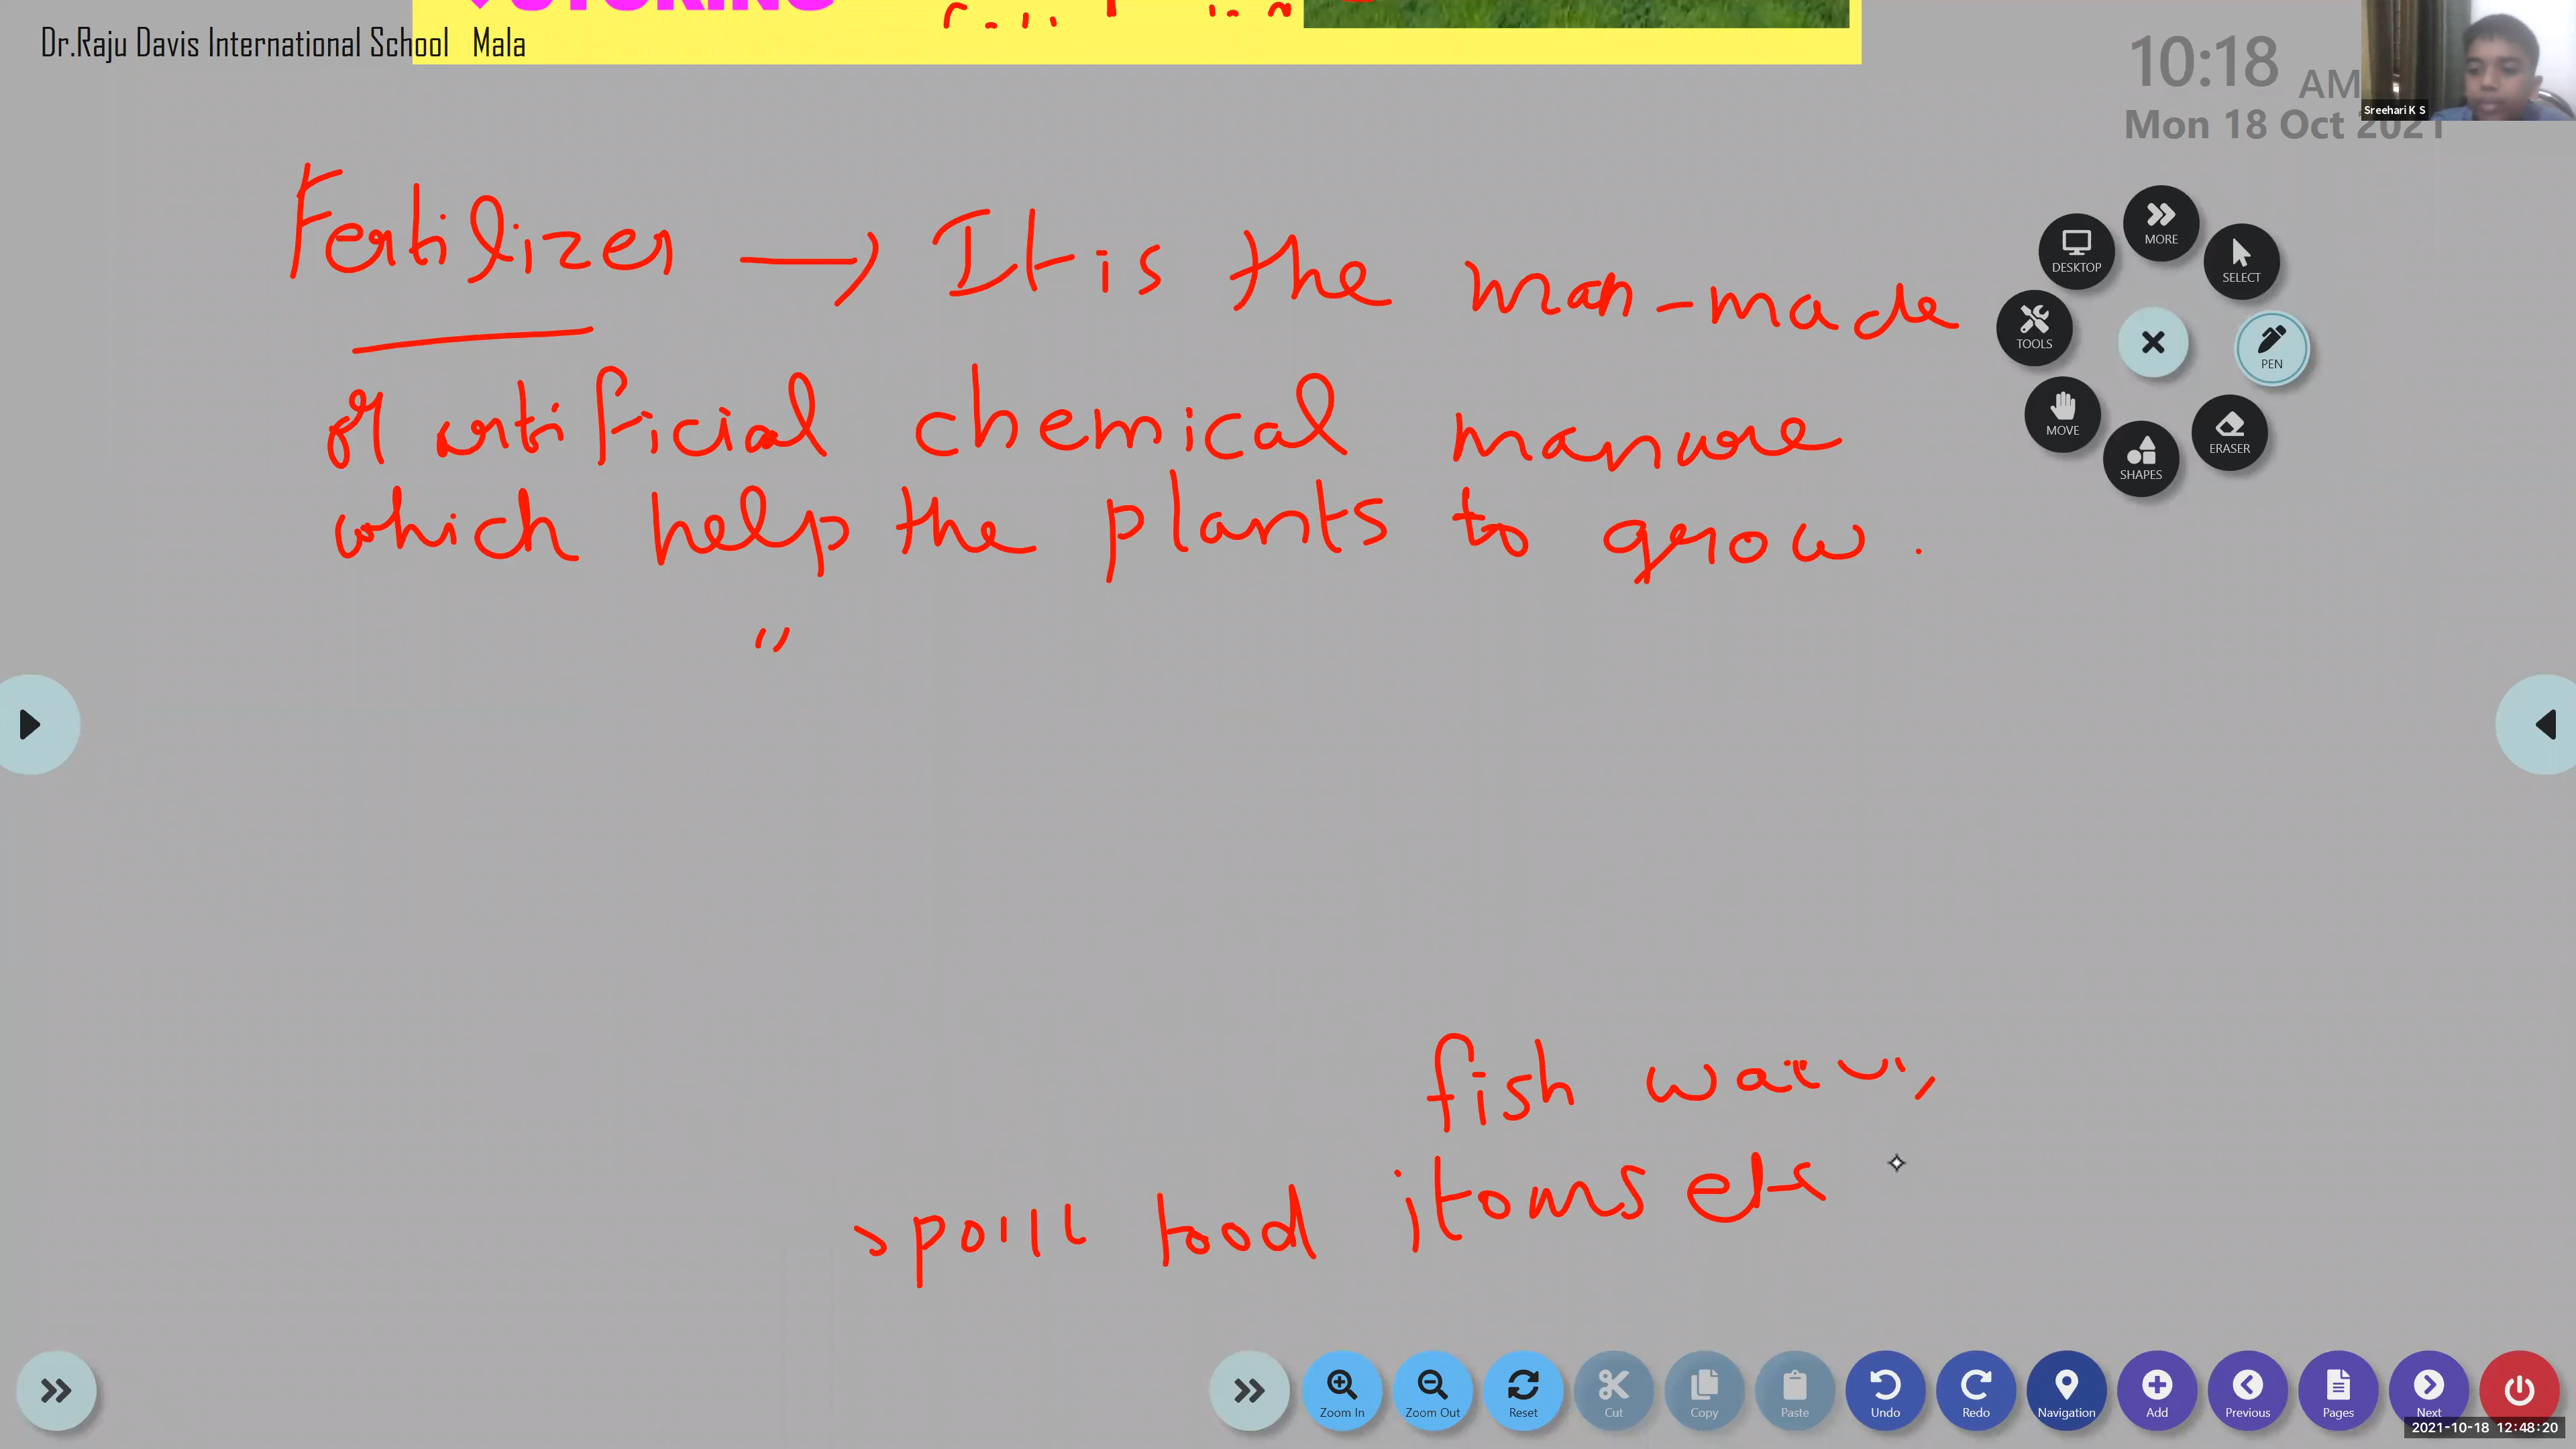 Dr.Raju Davis International School Mala
10:18 AM
Mon 18 Oct 2021
Sreehari K S
Fertilizer → It is the man-made
or artificial chemical manure
which help the plants to grow.
"
MORE
DESKTOP
SELECT
TOOLS
PEN
MOVE
ERASER
SHAPES
fish
food items etc
Zoom In
Zoom Out
Reset
Cut
Copy
Paste
Undo
Redo
Navigation
Add
Previous
Pages
Next
2021-10-18 12:48:20